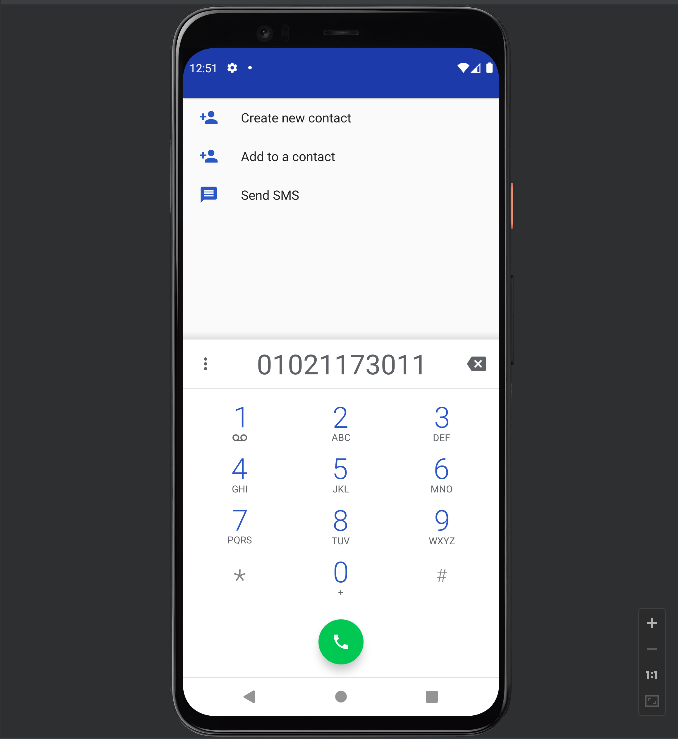 12:51
Create new contact
Add to a contact
Send SMS
01021173011
1 2 3
ABC DEF
4 5 6
GHI JKL MNO
7 8 9
PQRS TUV WXYZ
* 0 #
+
+
1:1